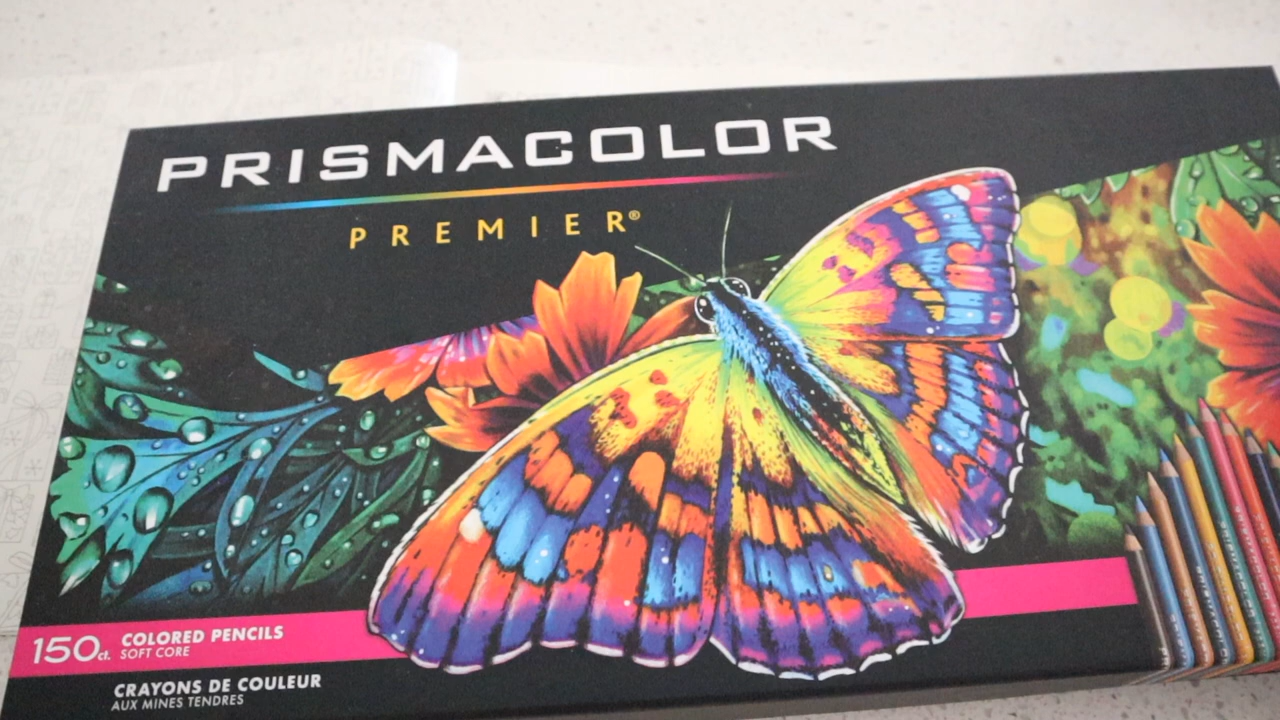 PRISMACOLOR
PREMIER®
150ct. COLORED PENCILS
SOFT CORE
CRAYONS DE COULEUR
AUX MINES TENDRES